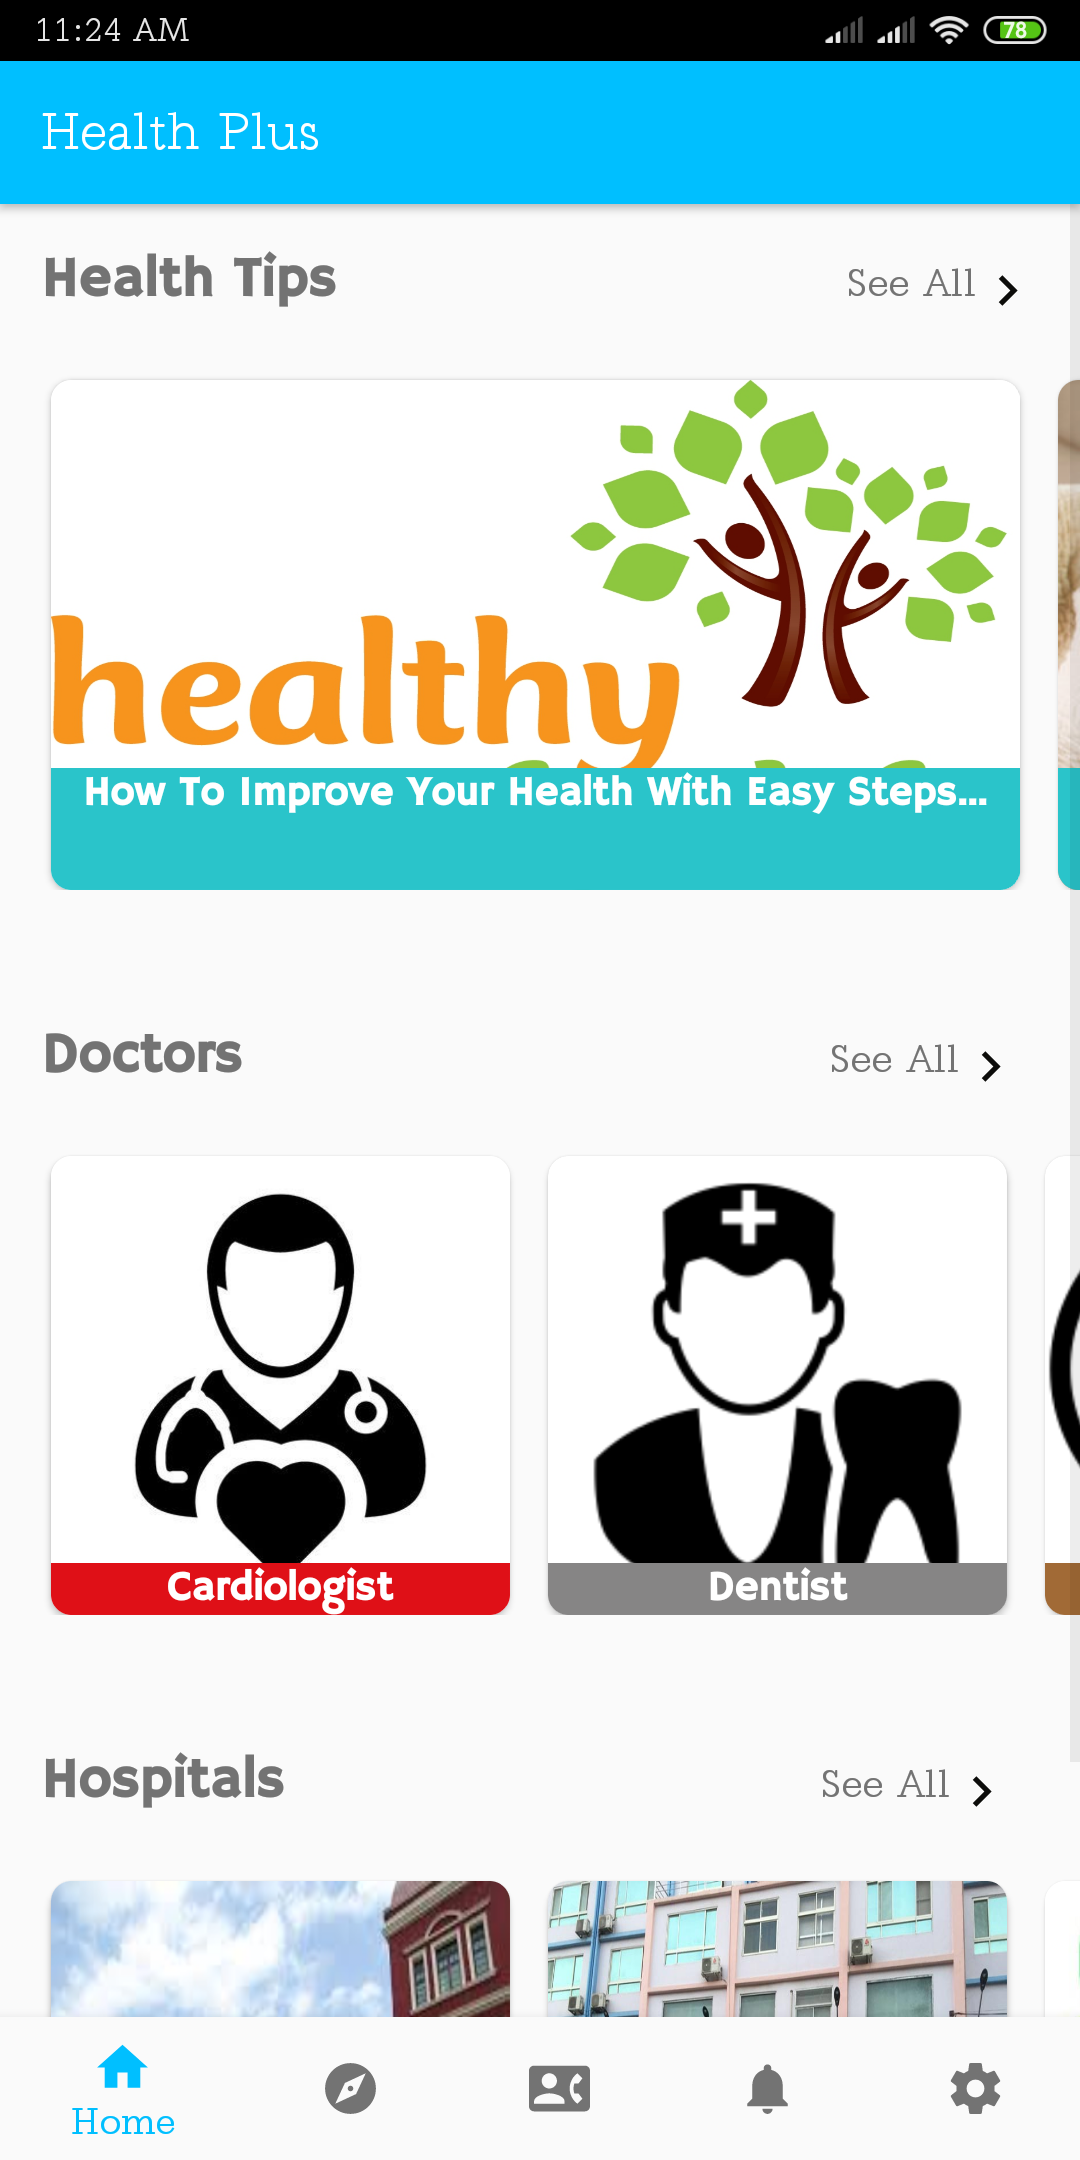 11:24 AM
78
Health Plus
Health Tips
See All
healthy
How To Improve Your Health With Easy Steps...
Doctors
See All
Cardiologist
Dentist
Hospitals
See All
Home